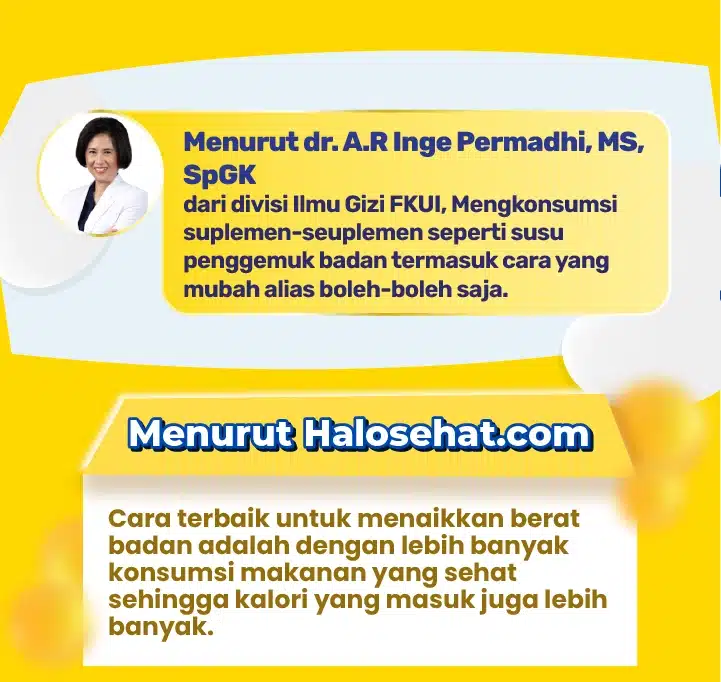 Menurut dr. A.R Inge Permadhi, MS,
SpGK
dari divisi Ilmu Gizi FKUI, Mengkonsumsi
suplemen-seuplemen seperti susu
penggemuk badan termasuk cara yang
mubah alias boleh-boleh saja.
Menurut Halosehat.com
Cara terbaik untuk menaikkan berat
badan adalah dengan lebih banyak
konsumsi makanan yang sehat
sehingga kalori yang masuk juga lebih
banyak.